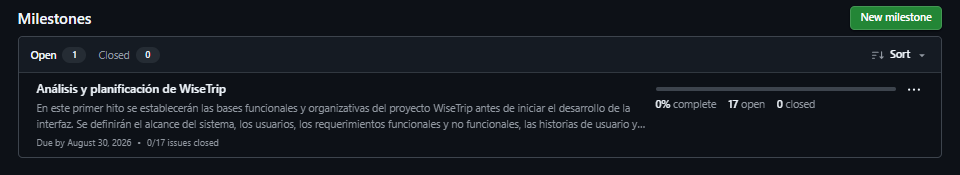 Milestones
New milestone
Open 1 Closed 0
Sort
Análisis y planificación de WiseTrip
En este primer hito se establecerán las bases funcionales y organizativas del proyecto WiseTrip antes de iniciar el desarrollo de la
interfaz. Se definirán el alcance del sistema, los usuarios, los requerimientos funcionales y no funcionales, las historias de usuario y...
Due by August 30, 2026 • 0/17 issues closed
0% complete 17 open 0 closed